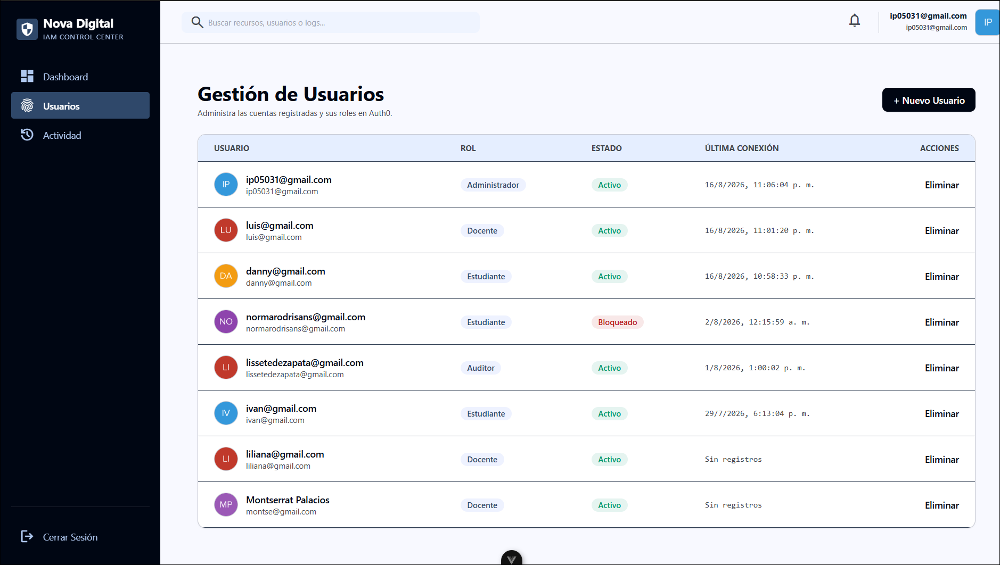 Nova Digital
IAM CONTROL CENTER
Dashboard
Usuarios
Actividad
Cerrar Sesión
Buscar recursos, usuarios o logs...
ip05031@gmail.com
ip05031@gmail.com
IP
Gestión de Usuarios
Administra las cuentas registradas y sus roles en Auth0.
+ Nuevo Usuario
USUARIO ROL ESTADO ÚLTIMA CONEXIÓN ACCIONES
IP ip05031@gmail.com Administrador Activo 16/8/2026, 11:06:04 p. m. Eliminar
ip05031@gmail.com
LU luis@gmail.com Docente Activo 16/8/2026, 11:01:20 p. m. Eliminar
luis@gmail.com
DA danny@gmail.com Estudiante Activo 16/8/2026, 10:58:33 p. m. Eliminar
danny@gmail.com
NO normarodrisans@gmail.com Estudiante Bloqueado 2/8/2026, 12:15:59 a. m. Eliminar
normarodrisans@gmail.com
LI lissetedezapata@gmail.com Auditor Activo 1/8/2026, 1:00:02 p. m. Eliminar
lissetedezapata@gmail.com
IV ivan@gmail.com Estudiante Activo 29/7/2026, 6:13:04 p. m. Eliminar
ivan@gmail.com
LI liliana@gmail.com Docente Activo Sin registros Eliminar
liliana@gmail.com
MP Montserrat Palacios Docente Activo Sin registros Eliminar
montse@gmail.com